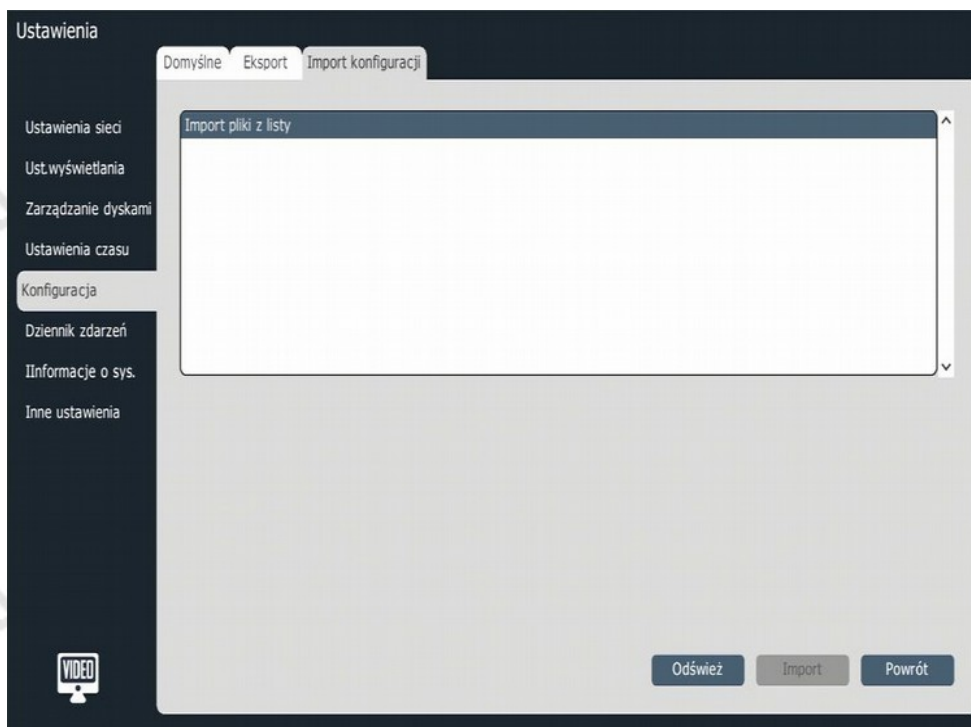 Ustawienia
Domyślne Eksport Import konfiguracji
Import pliki z listy
Ustawienia sieci
Ust.wyświetlania
Zarządzanie dyskami
Ustawienia czasu
Konfiguracja
Dziennik zdarzeń
IInformacje o sys.
Inne ustawienia
VIDEO
Odśwież Import Powrót